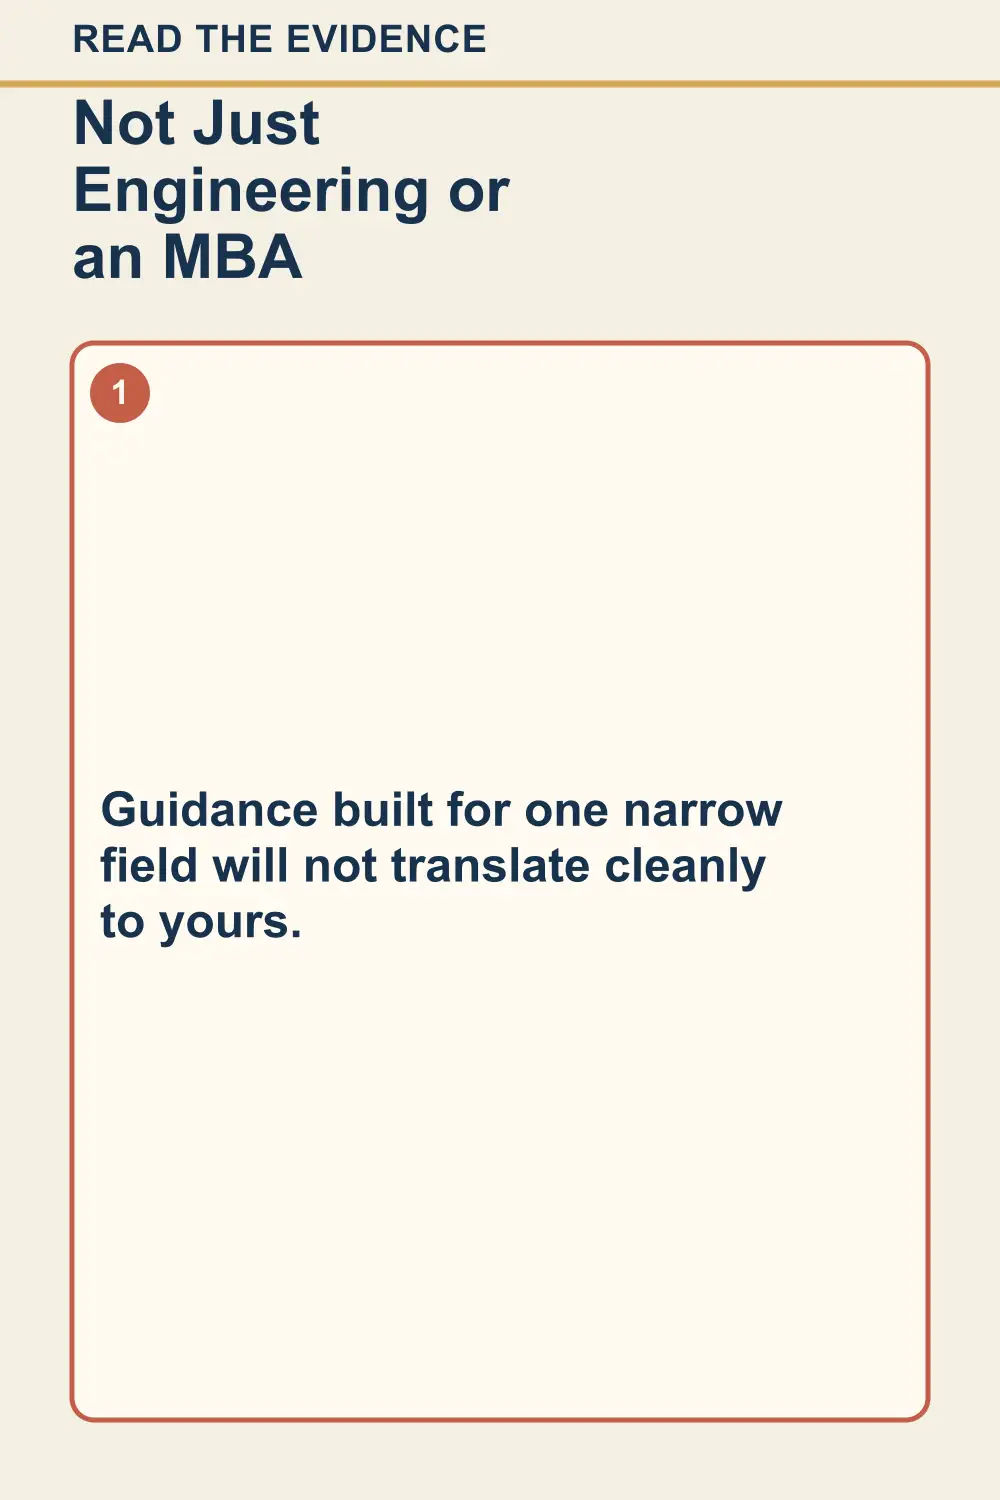 READ THE EVIDENCE
Not Just
Engineering or
an MBA
1
Guidance built for one narrow
field will not translate cleanly
to yours.